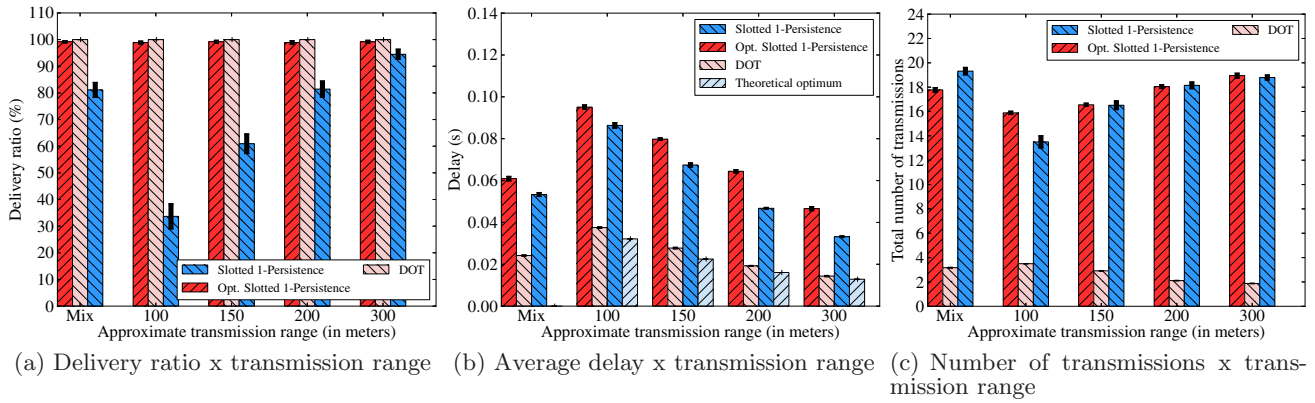 110
100
90
80
70
60
50
40
30
20
10
0
Delivery ratio (%)
Slotted 1-Persistence
Opt. Slotted 1-Persistence
DOT
Mix 100 150 200 300
Approximate transmission range (in meters)
(a) Delivery ratio x transmission range
0.14
0.12
0.10
0.08
0.06
0.04
0.02
0.00
Delay (s)
Slotted 1-Persistence
Opt. Slotted 1-Persistence
DOT
Theoretical optimum
Mix 100 150 200 300
Approximate transmission range (in meters)
(b) Average delay x transmission range
24
22
20
18
16
14
12
10
8
6
4
2
0
Total number of transmissions
Slotted 1-Persistence
Opt. Slotted 1-Persistence
DOT
Mix 100 150 200 300
Approximate transmission range (in meters)
(c) Number of transmissions x trans-
mission range